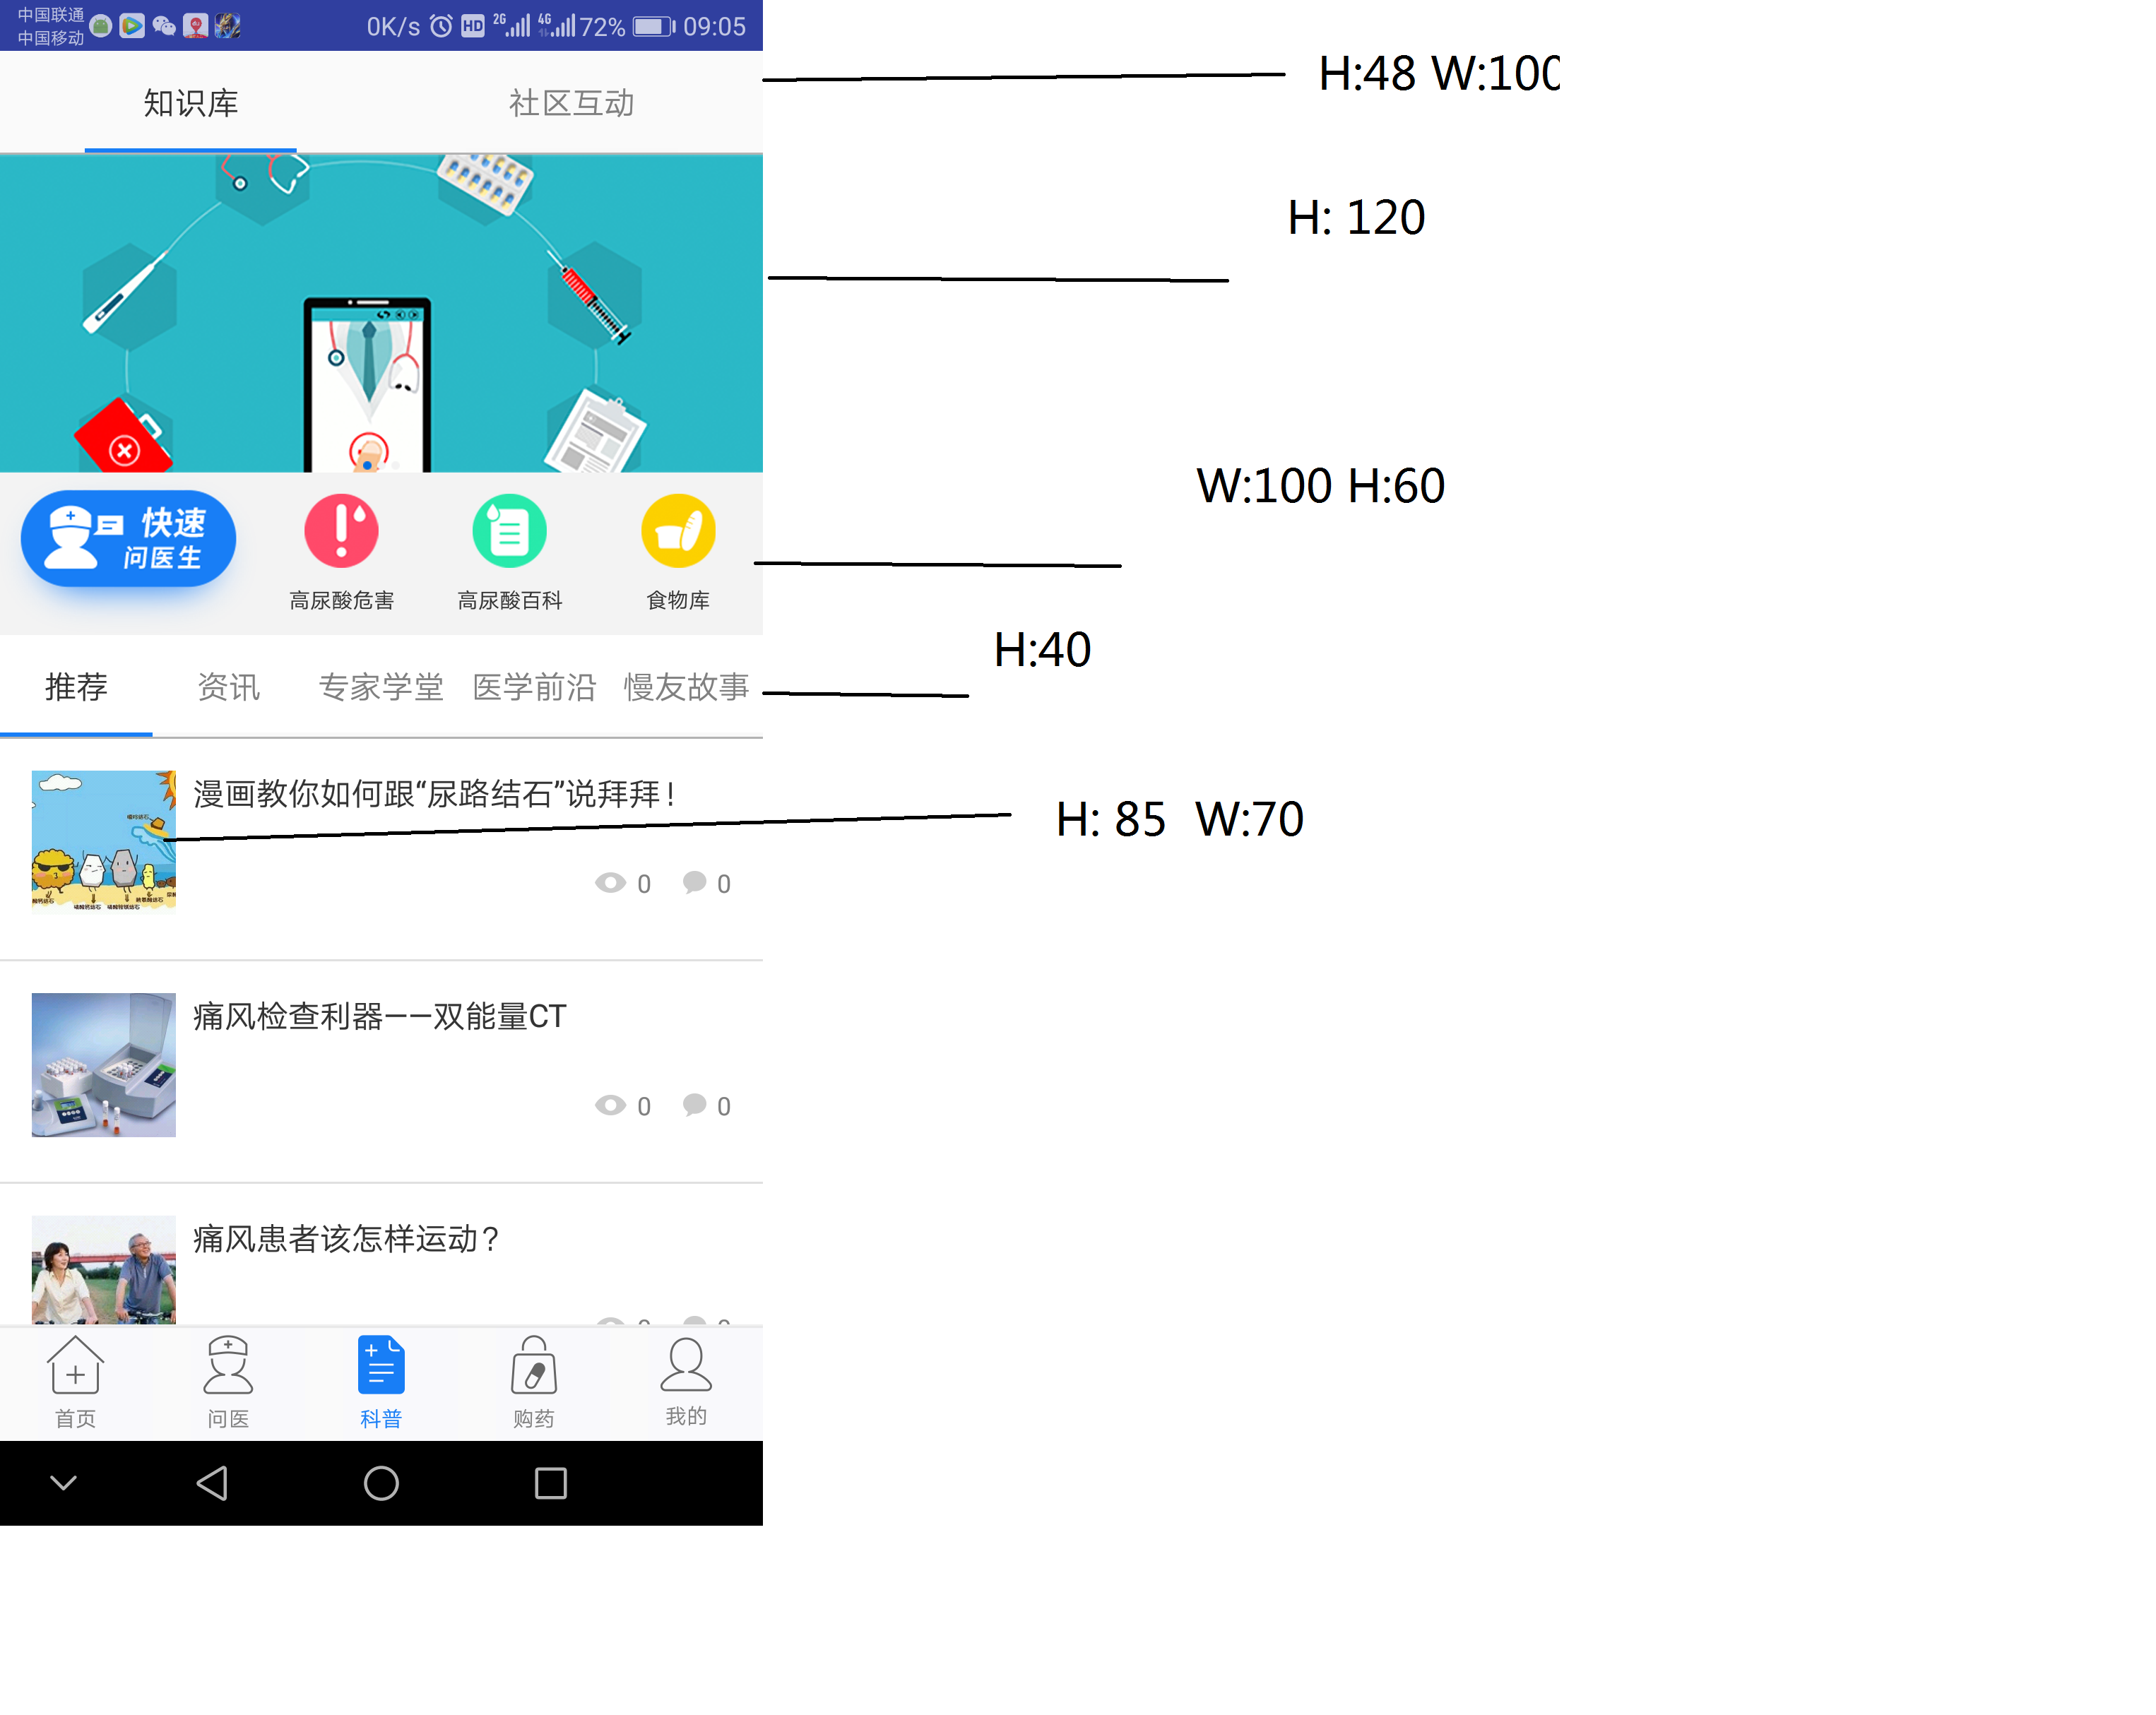 中国联通
中国移动
0K/s HD 2G 4G 72% 09:05
知识库 社区互动
H:48 W:100
H: 120
快速
问医生
W:100 H:60
高尿酸危害 高尿酸百科 食物库
H:40
推荐 资讯 专家学堂 医学前沿 慢友故事
漫画教你如何跟“尿路结石”说拜拜！
H: 85 W:70
0 0
痛风检查利器——双能量CT
0 0
痛风患者该怎样运动？
首页 问医 科普 购药 我的